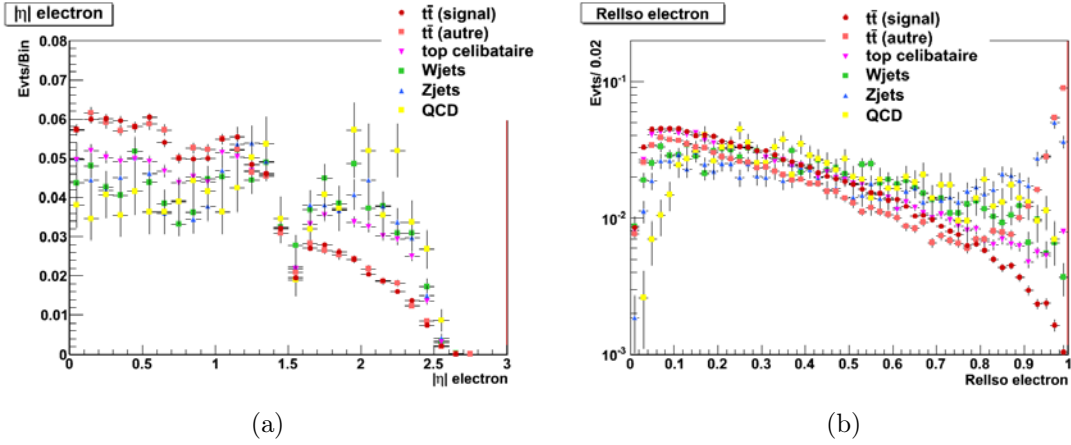 |η| electron
Evts/Bin
0.08
0.07
0.06
0.05
0.04
0.03
0.02
0.01
0
0
0.5
1
1.5
2
2.5
3
|η| electron
tt̄ (signal)
tt̄ (autre)
top celibataire
Wjets
Zjets
QCD
(a)
RelIso electron
Evts/ 0.02
10⁻¹
10⁻²
10⁻³
0
0.1
0.2
0.3
0.4
0.5
0.6
0.7
0.8
0.9
1
RelIso electron
tt̄ (signal)
tt̄ (autre)
top celibataire
Wjets
Zjets
QCD
(b)